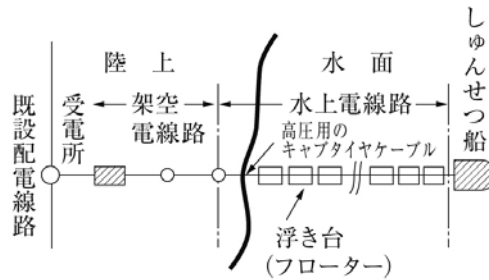 陸上
水面
しゅんせつ船
既設配電線路
受電所
架空
電線路
水上電線路
高圧用の
キャブタイヤケーブル
浮き台
(フローター)